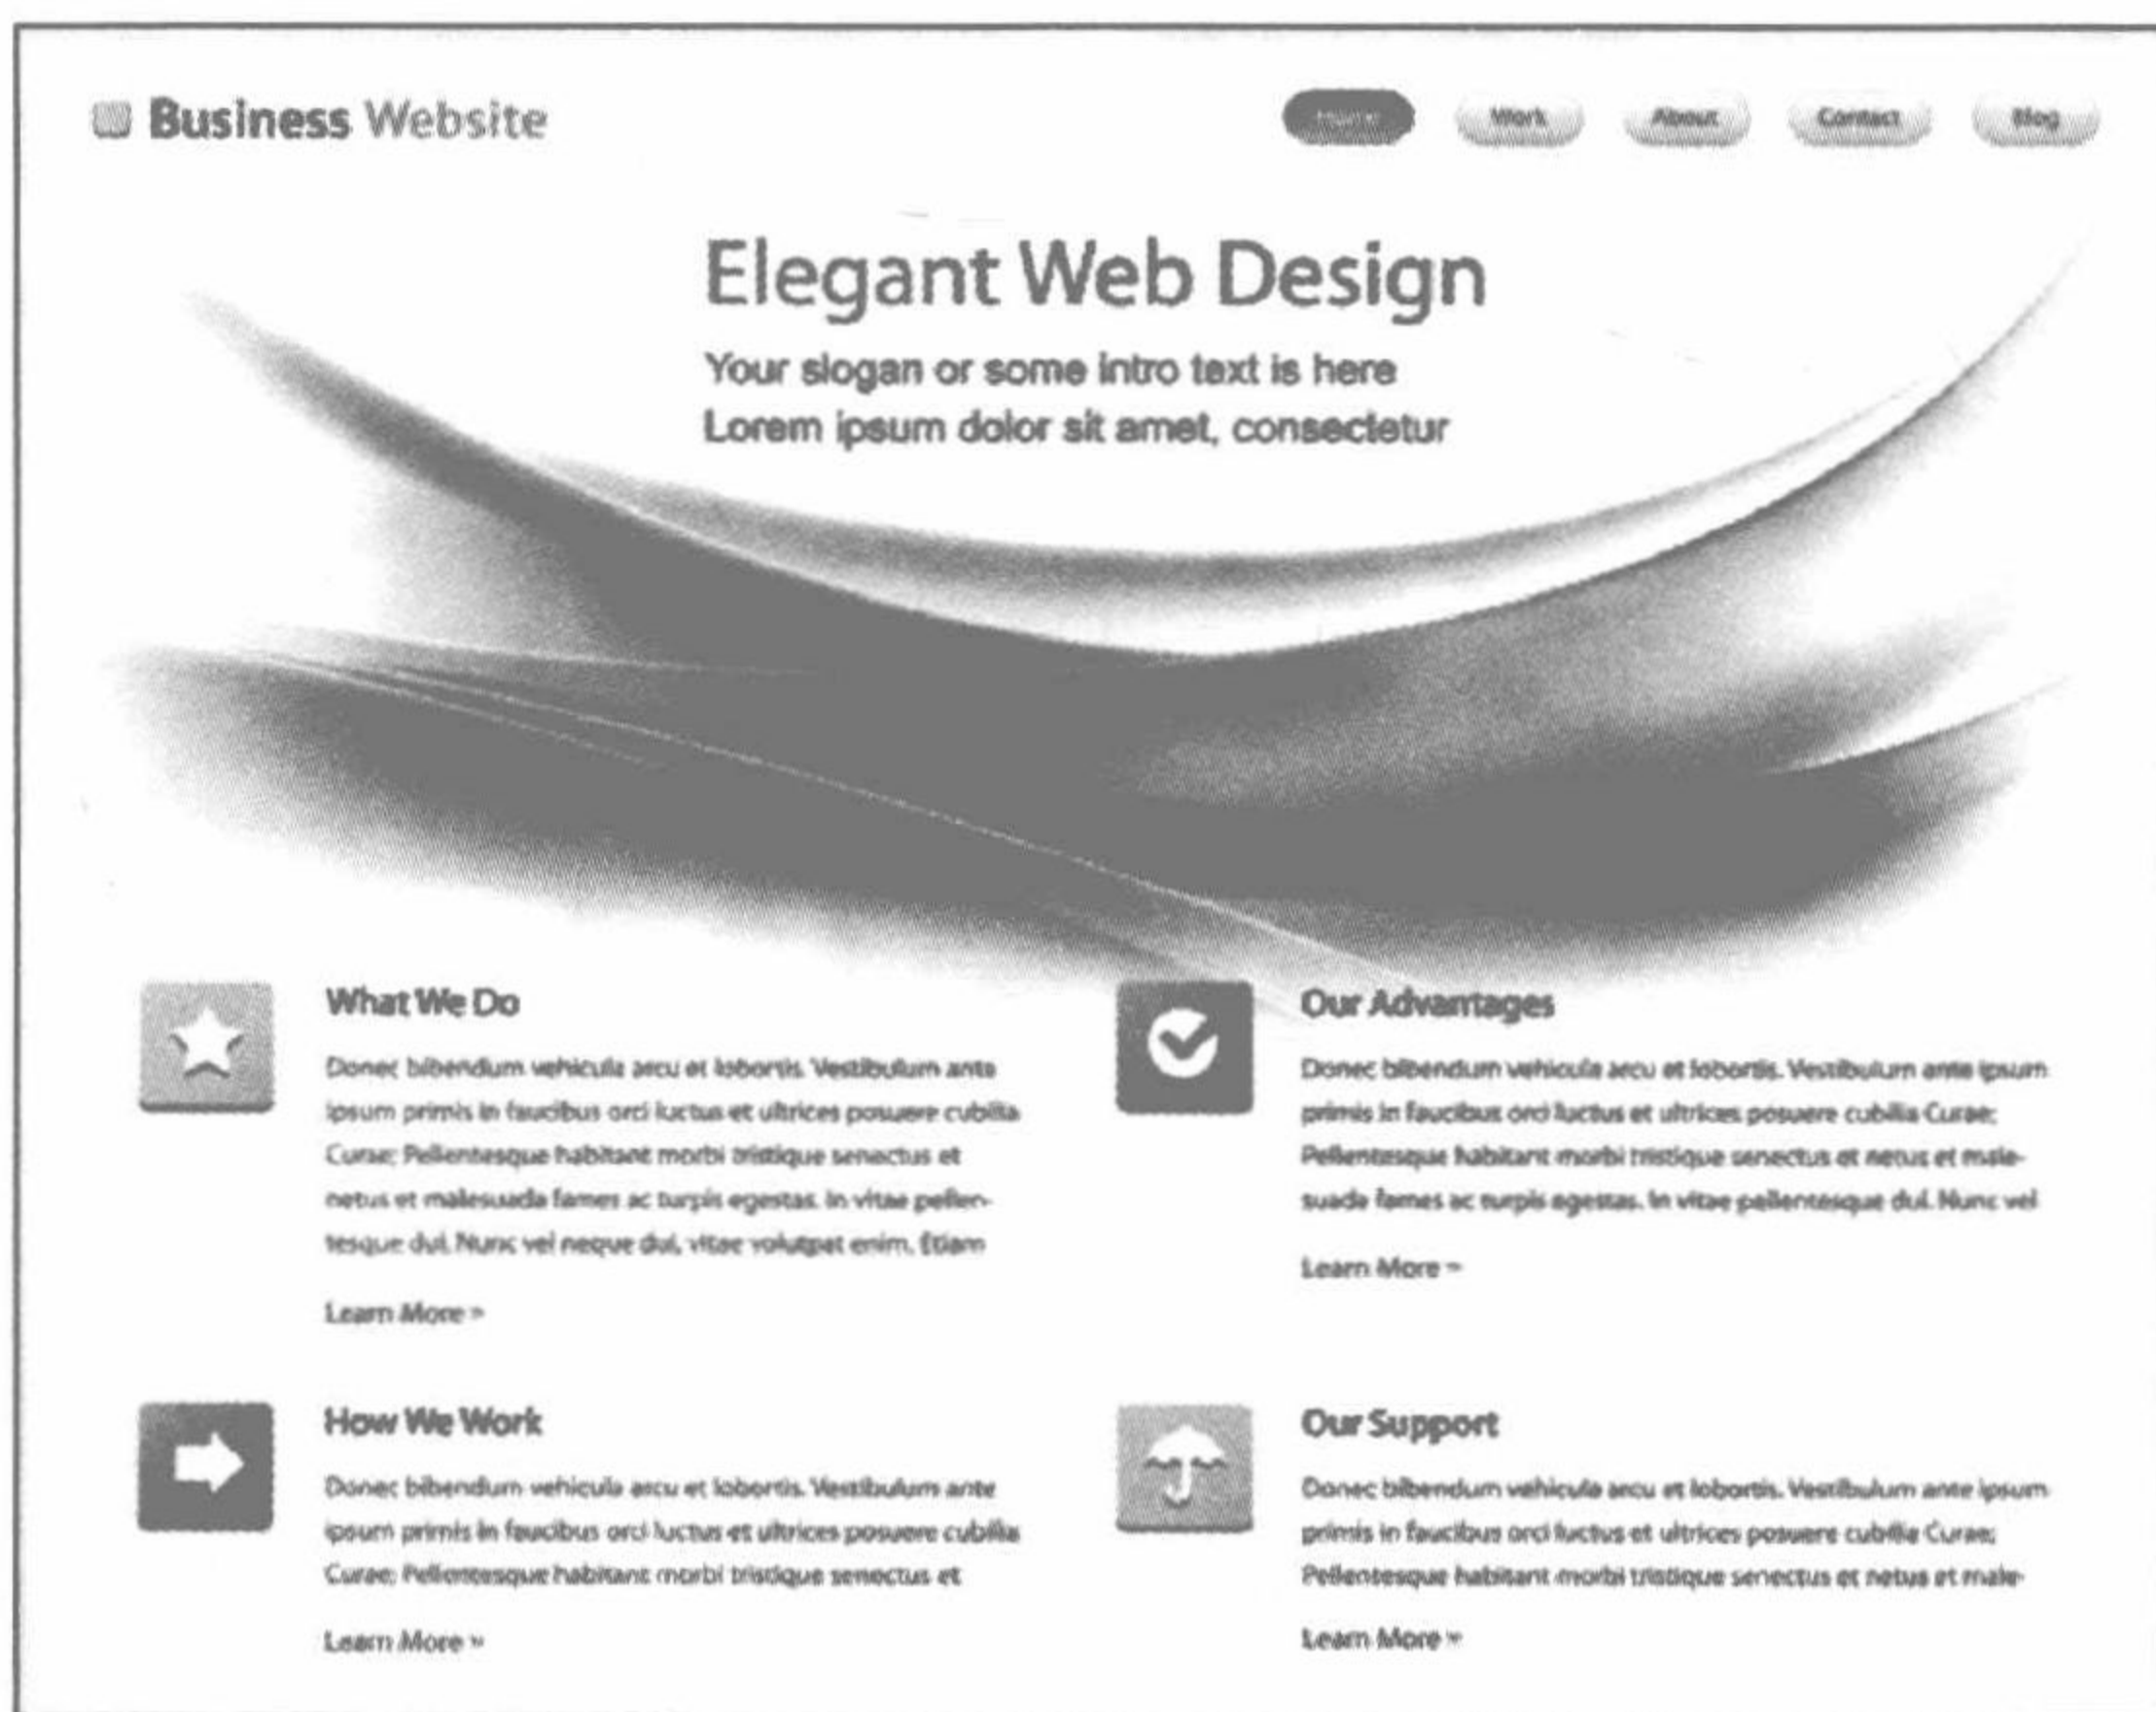 Business Website
Home Work About Contact Blog
Elegant Web Design
Your slogan or some intro text is here
Lorem ipsum dolor sit amet, consectetur
What We Do
Donec bibendum vehicula arcu et lobortis. Vestibulum ante
ipsum primis in faucibus orci luctus et ultrices posuere cubilia
Curae; Pellentesque habitant morbi tristique senectus et
netus et malesuada fames ac turpis egestas. In vitae pellen-
tesque dui. Nunc vel neque dui, vitae volutpat enim. Etiam
Learn More »
Our Advantages
Donec bibendum vehicula arcu et lobortis. Vestibulum ante ipsum
primis in faucibus orci luctus et ultrices posuere cubilia Curae;
Pellentesque habitant morbi tristique senectus et netus et male-
suada fames ac turpis egestas. In vitae pellentesque dui. Nunc vel
Learn More »
How We Work
Donec bibendum vehicula arcu et lobortis. Vestibulum ante
ipsum primis in faucibus orci luctus et ultrices posuere cubilia
Curae; Pellentesque habitant morbi tristique senectus et
Learn More »
Our Support
Donec bibendum vehicula arcu et lobortis. Vestibulum ante ipsum
primis in faucibus orci luctus et ultrices posuere cubilia Curae;
Pellentesque habitant morbi tristique senectus et netus et male-
Learn More »